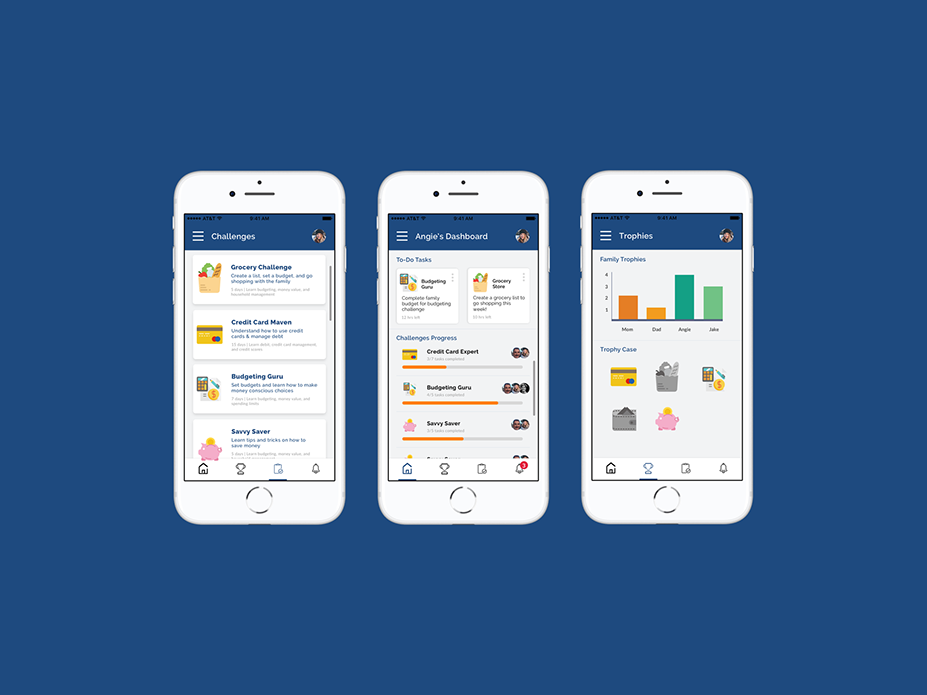 AT&T 9:41 AM
Challenges
Grocery Challenge
Create a list, set a budget, and go
shopping with the family
5 days | Learn budgeting, money value, and
household management
Credit Card Maven
Understand how to use credit
cards & manage debt
10 days | Learn debt, credit card management,
and credit scores
Budgeting Guru
Set budgets and learn how to make
money conscious choices
7 days | Learn budgeting, money value, and
spending limits
Savvy Saver
Learn tips and tricks on how to
save money
AT&T 9:41 AM
Angie's Dashboard
To-Do Tasks
Budgeting
Guru
Complete family
budget for budgeting
challenge
hrs left
Grocery
Store
Create a grocery list to
go shopping this
week!
hrs left
Challenges Progress
Credit Card Expert
3/7 tasks completed
Budgeting Guru
4/5 tasks completed
Savvy Saver
tasks completed
3
AT&T 9:41 AM
Trophies
Family Trophies
4
3
2
1
Mom Dad Angie Jake
Trophy Case